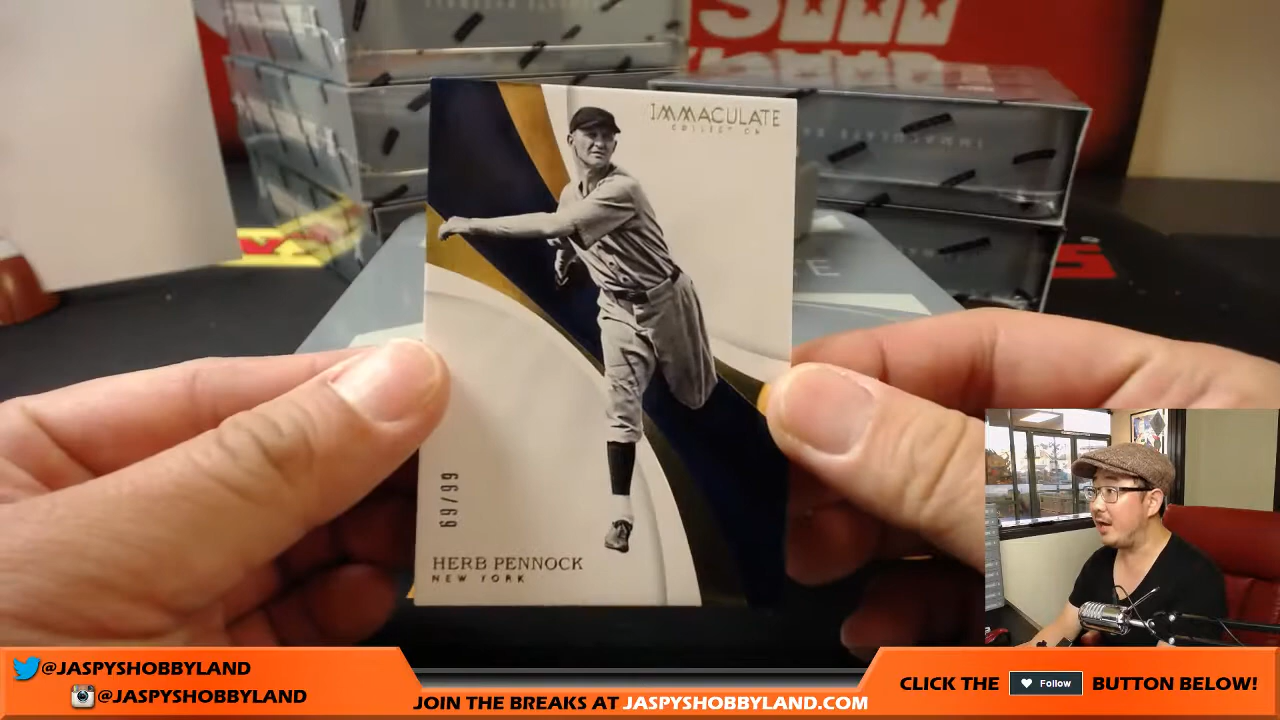 IMMACULATE
COLLECTION
69/99
HERB PENNOCK
NEW YORK
@JASPYSHOBBYLAND
@JASPYSHOBBYLAND
JOIN THE BREAKS AT JASPYSHOBBYLAND.COM
CLICK THE Follow BUTTON BELOW!